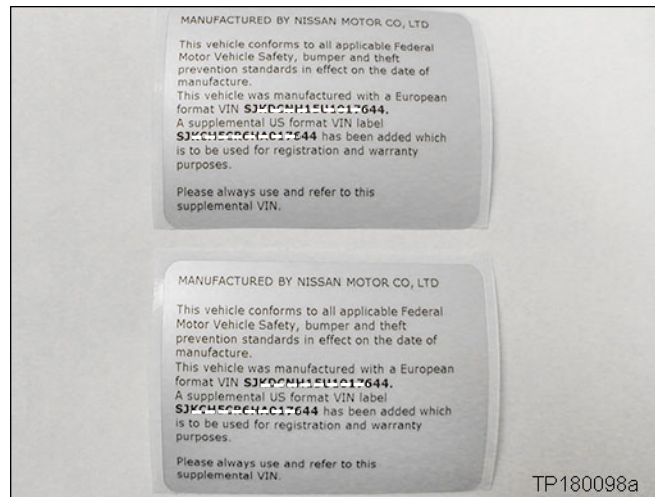 MANUFACTURED BY NISSAN MOTOR CO, LTD
This vehicle conforms to all applicable Federal
Motor Vehicle Safety, bumper and theft
prevention standards in effect on the date of
manufacture.
This vehicle was manufactured with a European
format VIN
A supplemental US format VIN label
has been added which
is to be used for registration and warranty
purposes.
Please always use and refer to this
supplemental VIN.
MANUFACTURED BY NISSAN MOTOR CO, LTD
This vehicle conforms to all applicable Federal
Motor Vehicle Safety, bumper and theft
prevention standards in effect on the date of
manufacture.
This vehicle was manufactured with a European
format VIN
A supplemental US format VIN label
has been added which
is to be used for registration and warranty
purposes.
Please always use and refer to this
supplemental VIN.
TP180098a